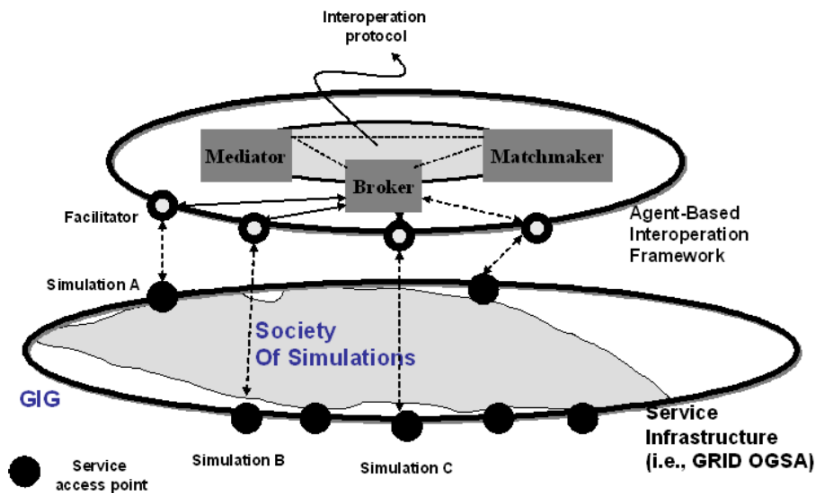 Interoperation
protocol
Mediator
Matchmaker
Broker
Facilitator
Agent-Based
Interoperation
Framework
Simulation A
Society
Of Simulations
GIG
Service
Infrastructure
(i.e., GRID OGSA)
Simulation B
Simulation C
Service
access point